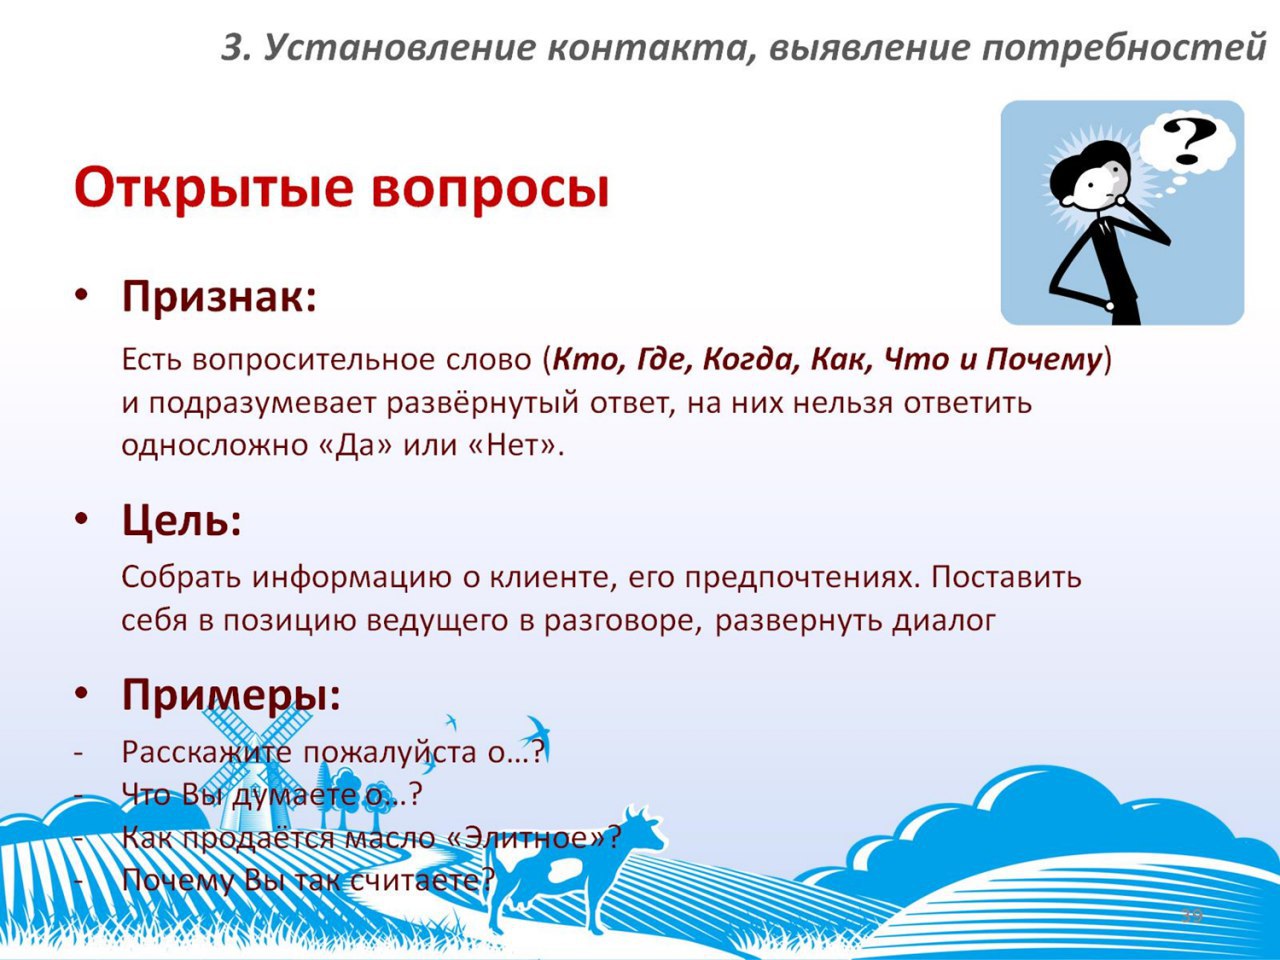 3. Установление контакта, выявление потребностей
?
Открытые вопросы
• Признак:
Есть вопросительное слово (Кто, Где, Когда, Как, Что и Почему)
и подразумевает развёрнутый ответ, на них нельзя ответить
односложно «Да» или «Нет».
• Цель:
Собрать информацию о клиенте, его предпочтениях. Поставить
себя в позицию ведущего в разговоре, развернуть диалог
• Примеры:
- Расскажите пожалуйста о…?
- Что Вы думаете о…?
- Как продаётся масло «Элитное»?
- Почему Вы так считаете?
39